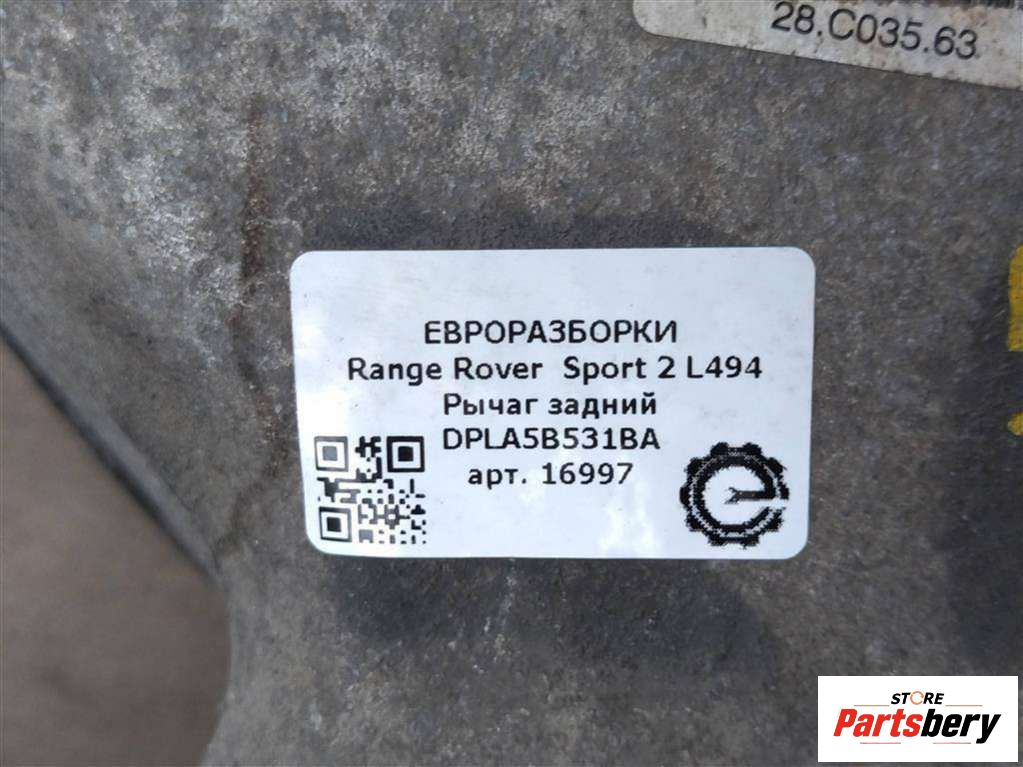 28.C035.63
ЕВРОРАЗБОРКИ
Range Rover Sport 2 L494
Рычаг задний
DPLA5B531BA
арт. 16997
STORE
Partsbery